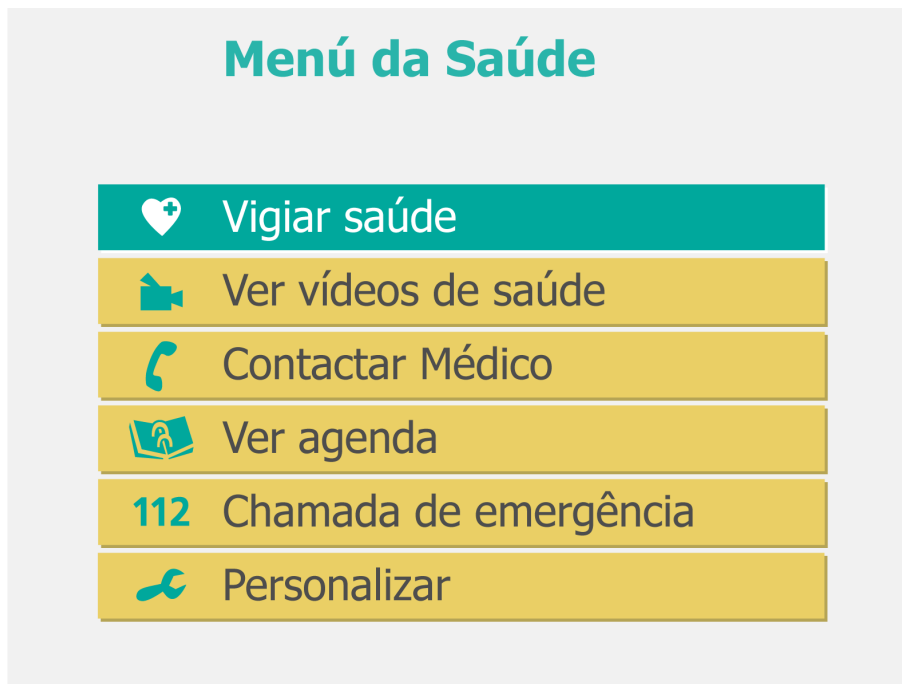 Menú da Saúde
Vigiar saúde
Ver vídeos de saúde
Contactar Médico
Ver agenda
112 Chamada de emergência
Personalizar